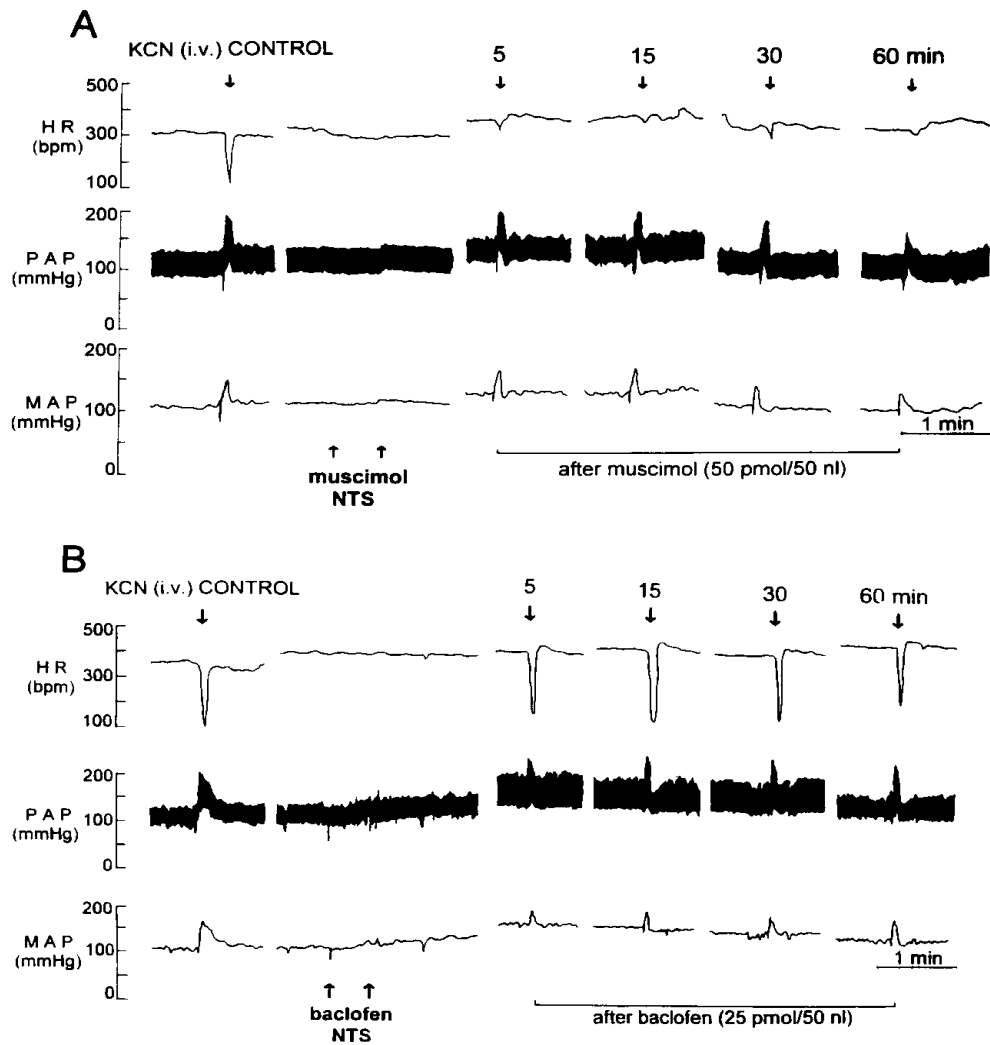 A
KCN (i.v.) CONTROL 5 15 30 60 min
500
HR
(bpm)
300
100
200
PAP
(mmHg)
100
0
200
MAP
(mmHg)
100
0
1 min
muscimol
NTS
after muscimol (50 pmol/50 nl)
B
KCN (i.v.) CONTROL 5 15 30 60 min
500
HR
(bpm)
300
100
200
PAP
(mmHg)
100
0
200
MAP
(mmHg)
100
0
1 min
baclofen
NTS
after baclofen (25 pmol/50 nl)